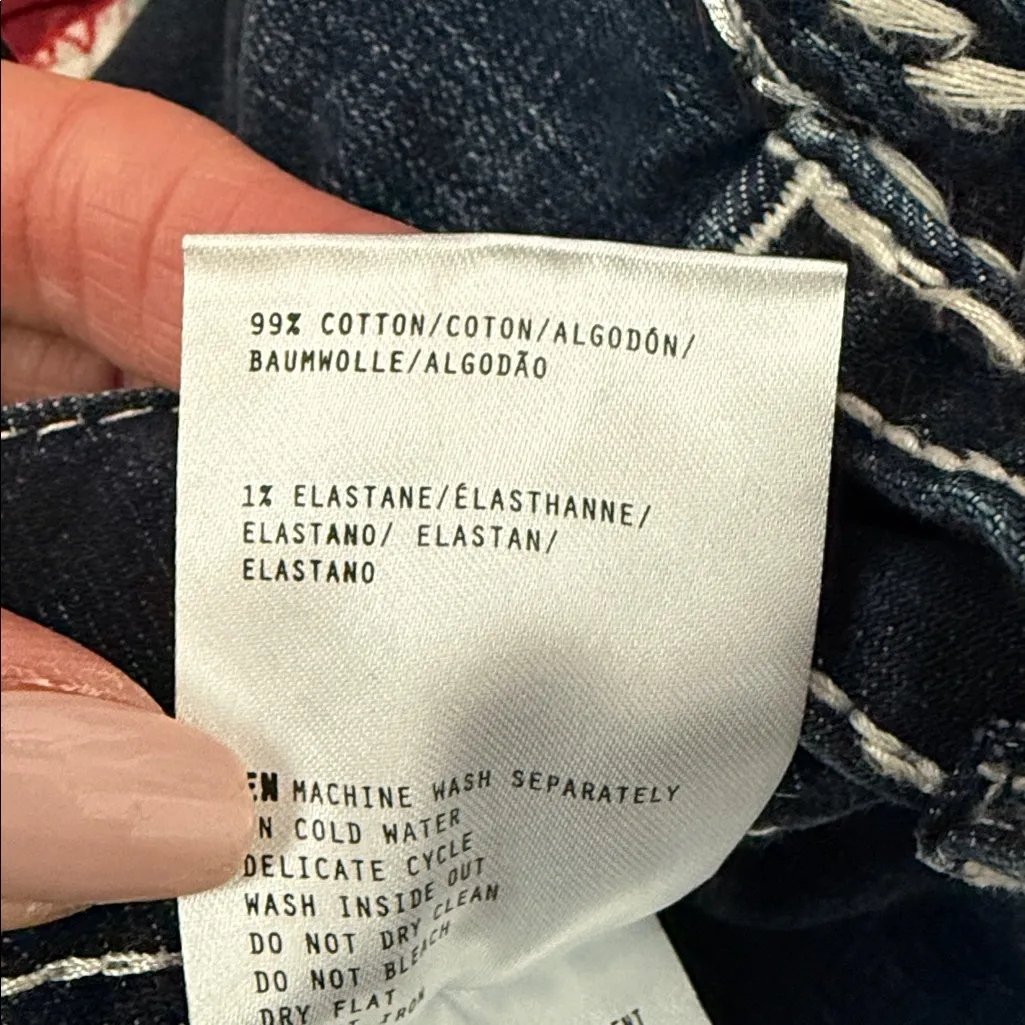 99% COTTON/COTON/ALGODÓN/
BAUMWOLLE/ALGODÃO
1% ELASTANE/ÉLASTHANNE/
ELASTANO/ ELASTAN/
ELASTANO
EN MACHINE WASH SEPARATELY
IN COLD WATER
DELICATE CYCLE
WASH INSIDE OUT
DO NOT DRY CLEAN
DO NOT BLEACH
DRY FLAT
IRON